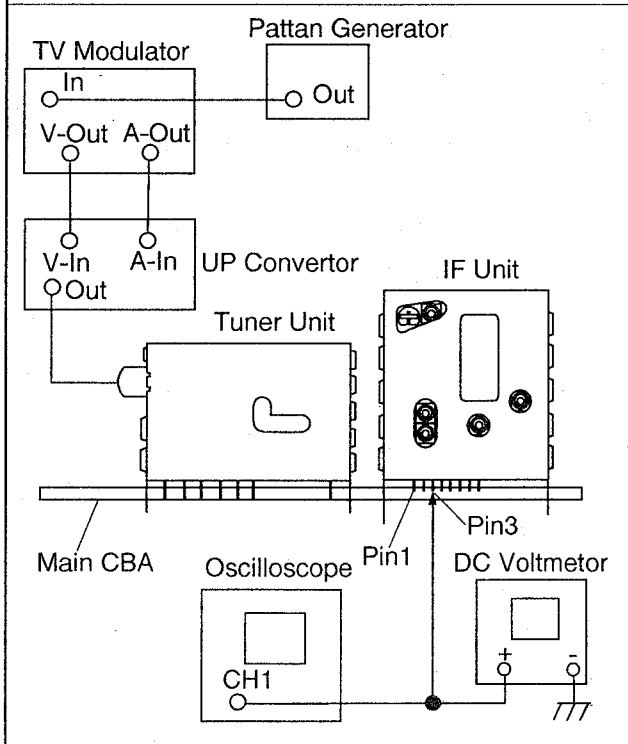 Pattan Generator
TV Modulator
In
Out
V-Out A-Out
V-In A-In UP Convertor
Out
IF Unit
Tuner Unit
Pin3
Main CBA
Pin1
Oscilloscope
DC Voltmetor
+ -
CH1